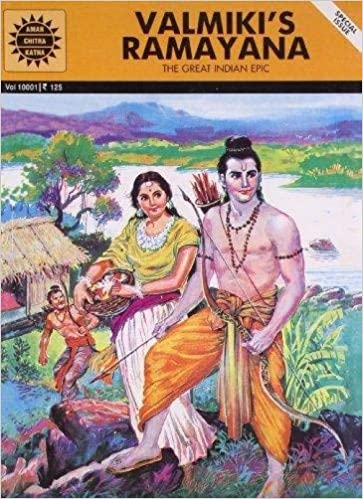 AMAR
CHITRA
KATHA
VALMIKI'S
RAMAYANA
THE GREAT INDIAN EPIC
SPECIAL
ISSUE
Vol 10001 | ₹ 125